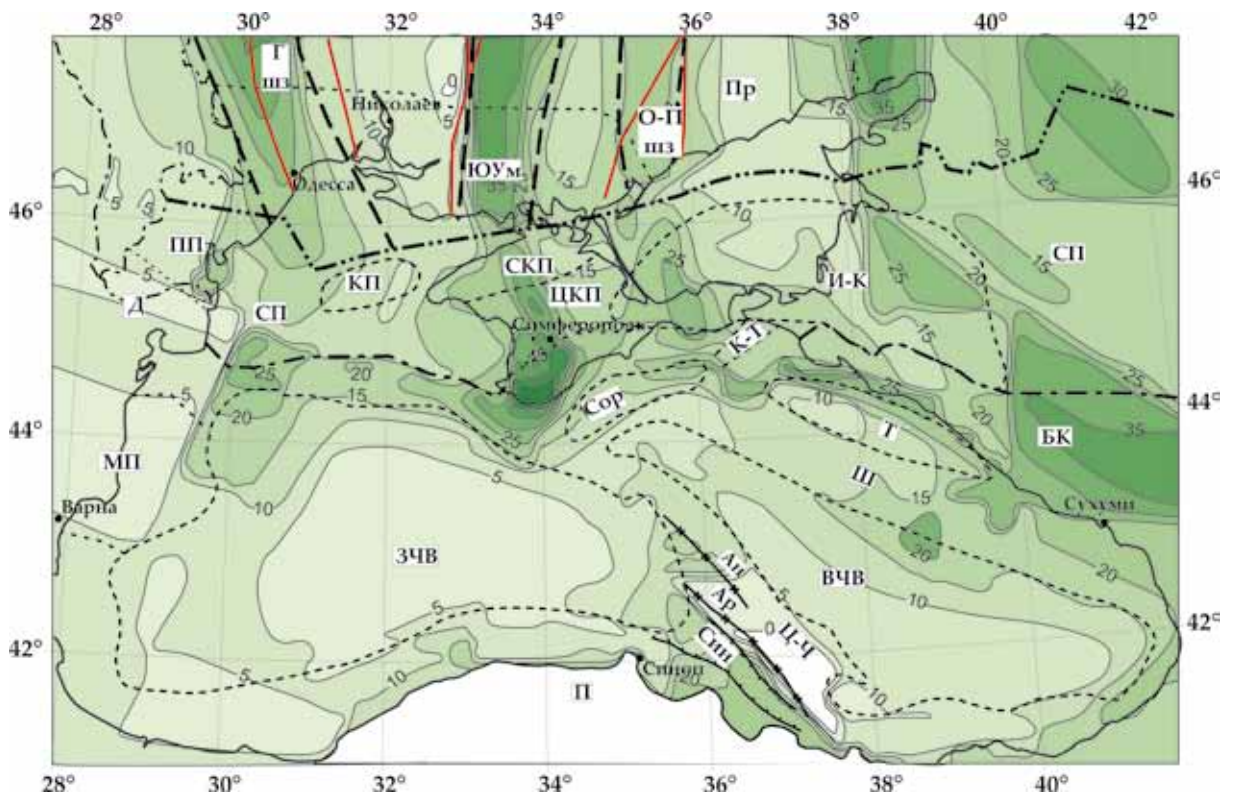 28° 30° 32° 34° 36° 38° 40° 42°
Г
шз
Николаев
Пр
О-П
шз
ЮУм
Одесса
46° 46°
ПП
КП
СКП
СП
И-К
Д
СП
ЦКП
Симферополь
К-Т
Сор
44° 44°
Т
БК
МП
Ш
Варна
Сухуми
ЗЧВ
Ан
ВЧВ
Ар
Ц-Ч
42° 42°
Син
Синоп
П
28° 30° 32° 34° 36° 38° 40°